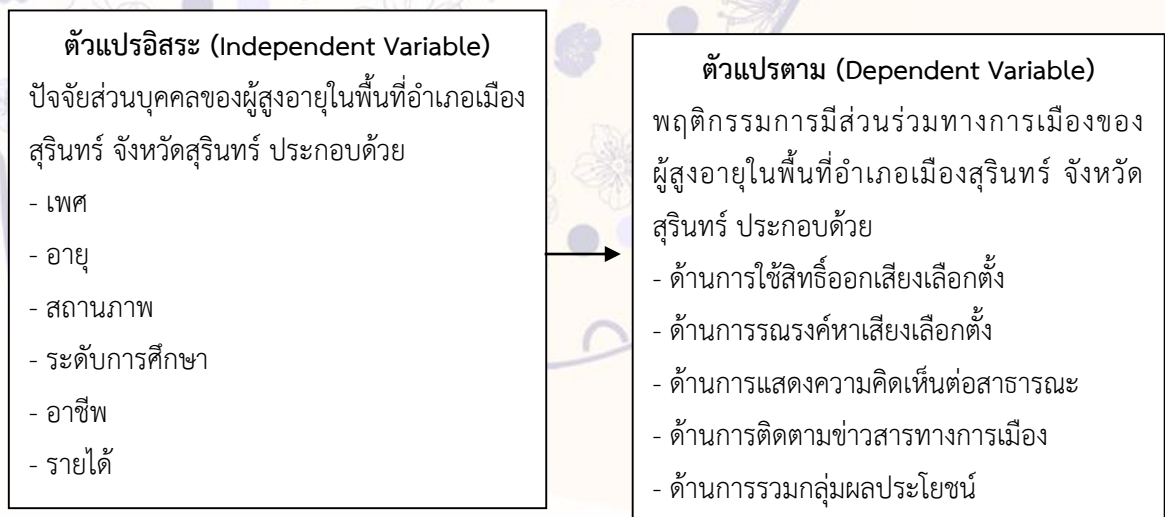 ตัวแปรอิสระ (Independent Variable)
ปัจจัยส่วนบุคคลของผู้สูงอายุในพื้นที่อำเภอเมือง
สุรินทร์ จังหวัดสุรินทร์ ประกอบด้วย
- เพศ
- อายุ
- สถานภาพ
- ระดับการศึกษา
- อาชีพ
- รายได้
ตัวแปรตาม (Dependent Variable)
พฤติกรรมการมีส่วนร่วมทางการเมืองของ
ผู้สูงอายุในพื้นที่อำเภอเมืองสุรินทร์ จังหวัด
สุรินทร์ ประกอบด้วย
- ด้านการใช้สิทธิ์ออกเสียงเลือกตั้ง
- ด้านการรณรงค์หาเสียงเลือกตั้ง
- ด้านการแสดงความคิดเห็นต่อสาธารณะ
- ด้านการติดตามข่าวสารทางการเมือง
- ด้านการรวมกลุ่มผลประโยชน์